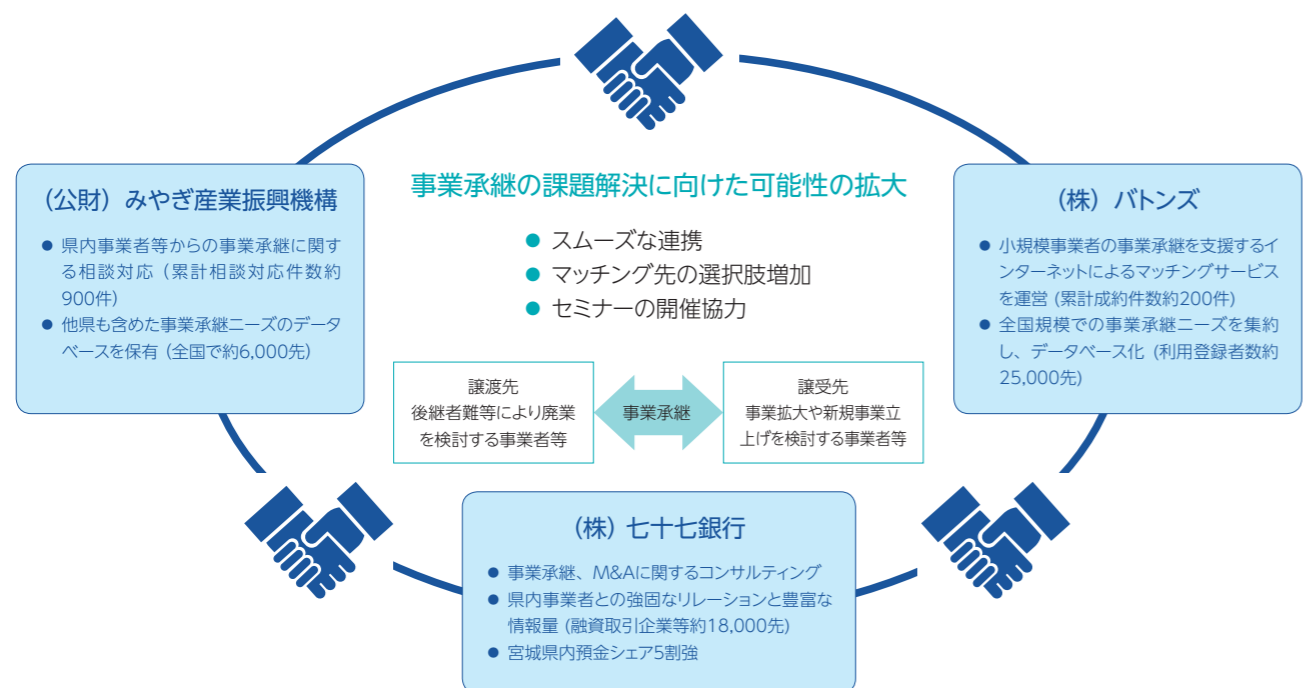 (公財) みやぎ産業振興機構
● 県内事業者等からの事業承継に関す
る相談対応 (累計相談対応件数約
900件)
● 他県も含めた事業承継ニーズのデータ
ベースを保有 (全国で約6,000先)
事業承継の課題解決に向けた可能性の拡大
● スムーズな連携
● マッチング先の選択肢増加
● セミナーの開催協力
(株) バトンズ
● 小規模事業者の事業承継を支援するイ
ンターネットによるマッチングサービス
を運営 (累計成約件数約200件)
● 全国規模での事業承継ニーズを集約
し、データベース化 (利用登録者数約
25,000先)
譲渡先
後継者難等により廃業
を検討する事業者等
事業承継
譲受先
事業拡大や新規事業立
上げを検討する事業者等
(株) 七十七銀行
● 事業承継、M&Aに関するコンサルティング
● 県内事業者との強固なリレーションと豊富な
情報量 (融資取引企業等約18,000先)
● 宮城県内預金シェア5割強